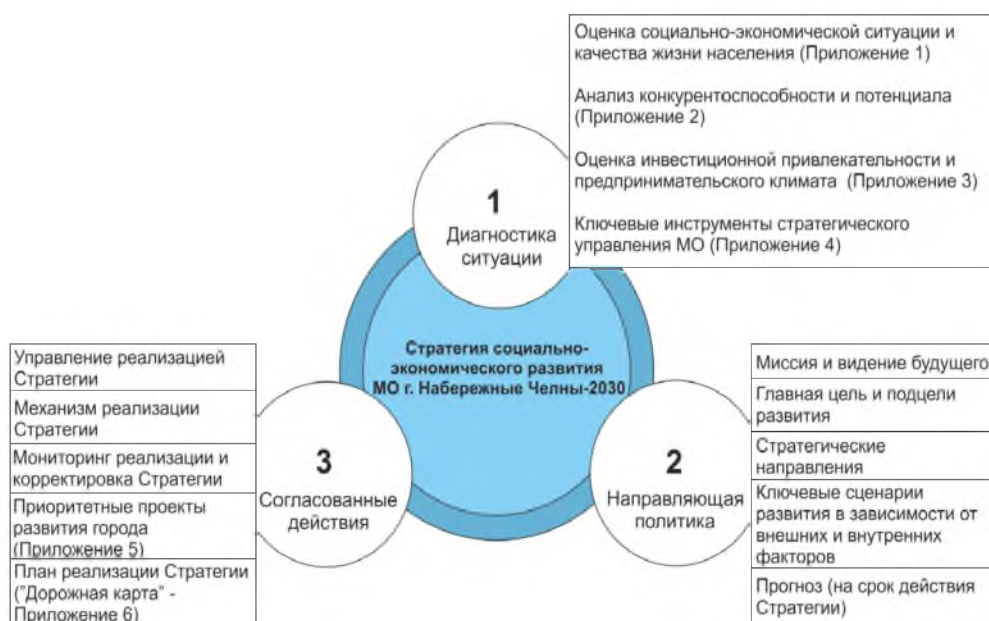 Оценка социально-экономической ситуации и
качества жизни населения (Приложение 1)
Анализ конкурентоспособности и потенциала
(Приложение 2)
Оценка инвестиционной привлекательности и
предпринимательского климата (Приложение 3)
Ключевые инструменты стратегического
управления МО (Приложение 4)
1
Диагностика
ситуации
Стратегия социально-
экономического развития
МО г. Набережные Челны-2030
Управление реализацией
Стратегии
Механизм реализации
Стратегии
Мониторинг реализации и
корректировка Стратегии
Приоритетные проекты
развития города
(Приложение 5)
План реализации Стратегии
("Дорожная карта" -
Приложение 6)
3
Согласованные
действия
2
Направляющая
политика
Миссия и видение будущего
Главная цель и подцели
развития
Стратегические
направления
Ключевые сценарии
развития в зависимости от
внешних и внутренних
факторов
Прогноз (на срок действия
Стратегии)